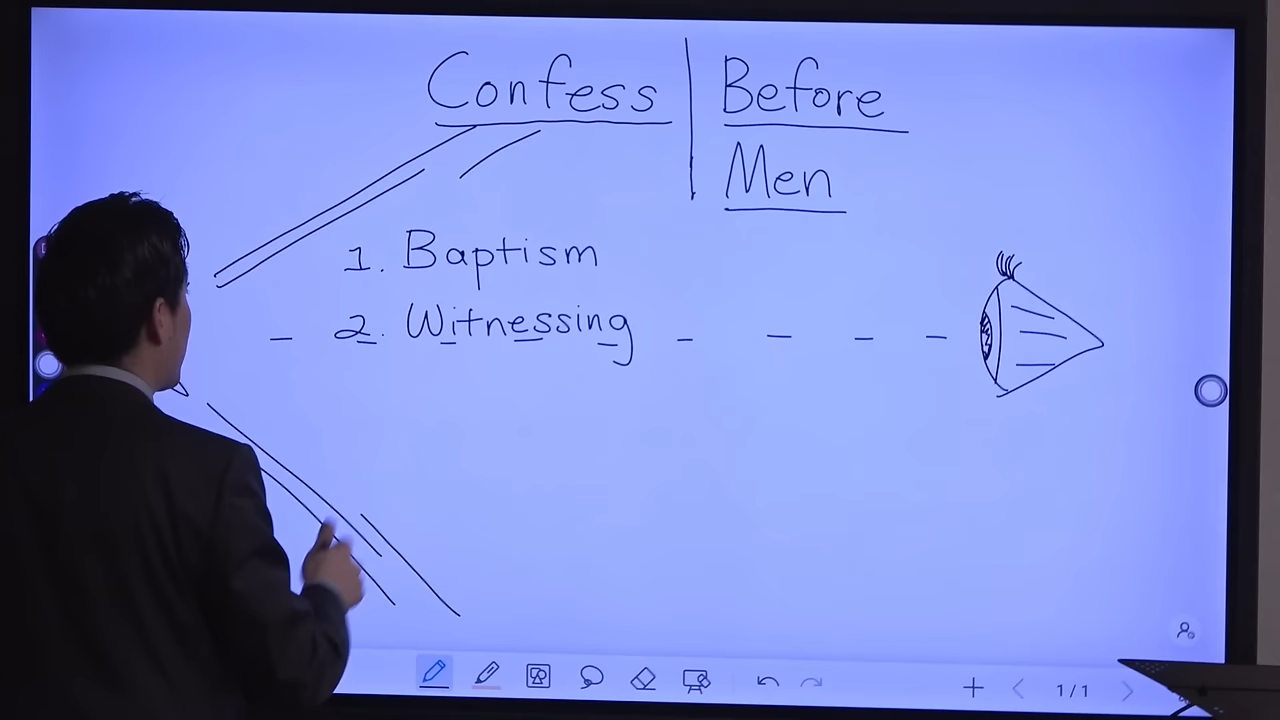 Confess | Before
Men
1. Baptism
2. Witnessing
1/1